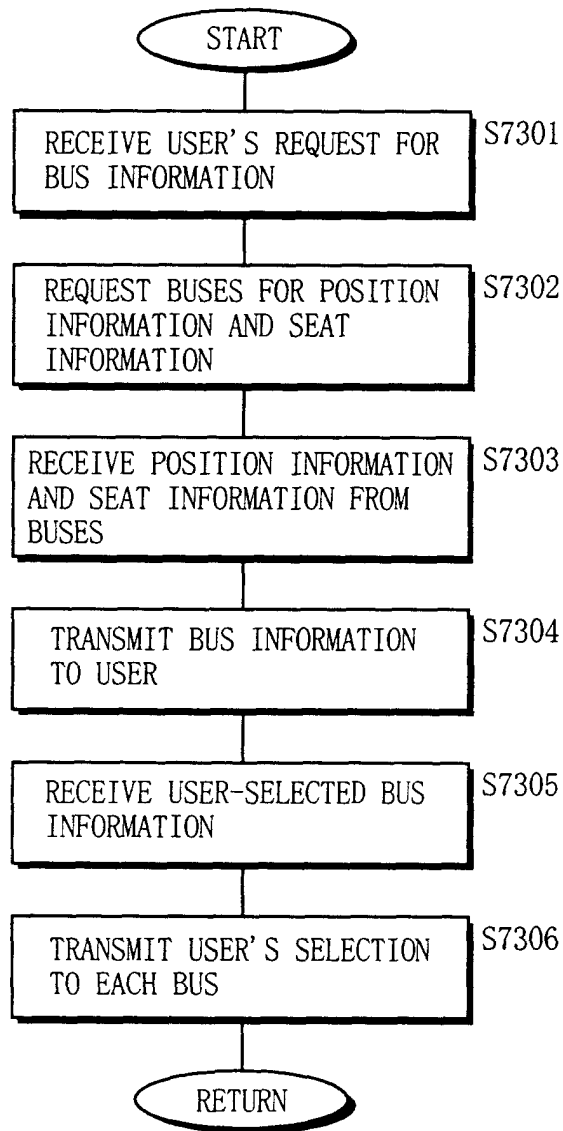 START
RECEIVE USER'S REQUEST FOR
BUS INFORMATION
S7301
REQUEST BUSES FOR POSITION
INFORMATION AND SEAT
INFORMATION
S7302
RECEIVE POSITION INFORMATION
AND SEAT INFORMATION FROM
BUSES
S7303
TRANSMIT BUS INFORMATION
TO USER
S7304
RECEIVE USER-SELECTED BUS
INFORMATION
S7305
TRANSMIT USER'S SELECTION
TO EACH BUS
S7306
RETURN